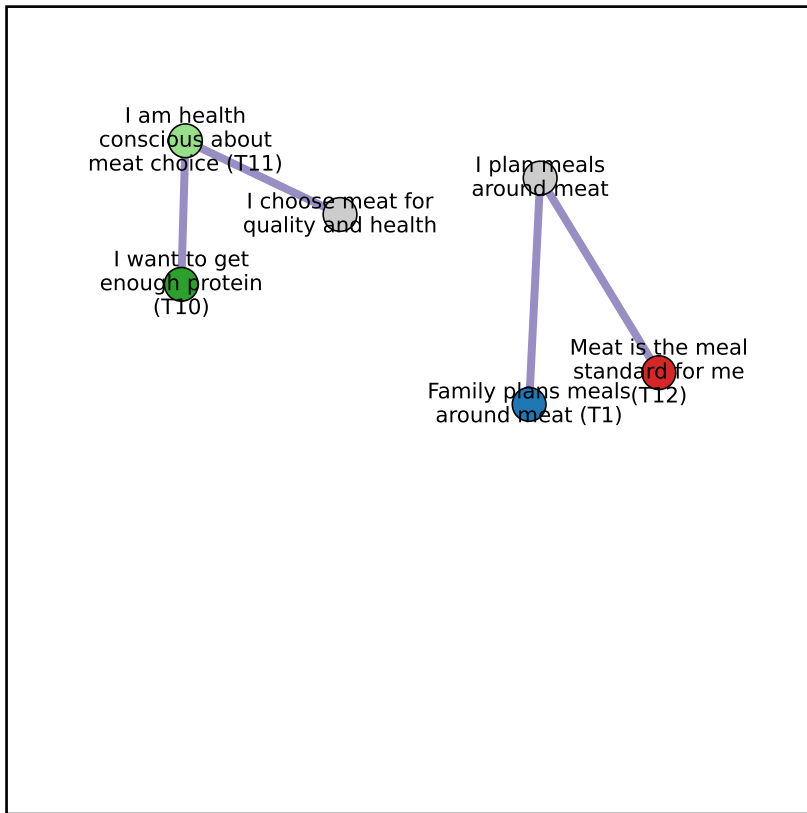 I am health
conscious about
meat choice (T11)
I choose meat for
quality and health
I want to get
enough protein
(T10)
I plan meals
around meat
Meat is the meal
standard for me
(T12)
Family plans meals
around meat (T1)